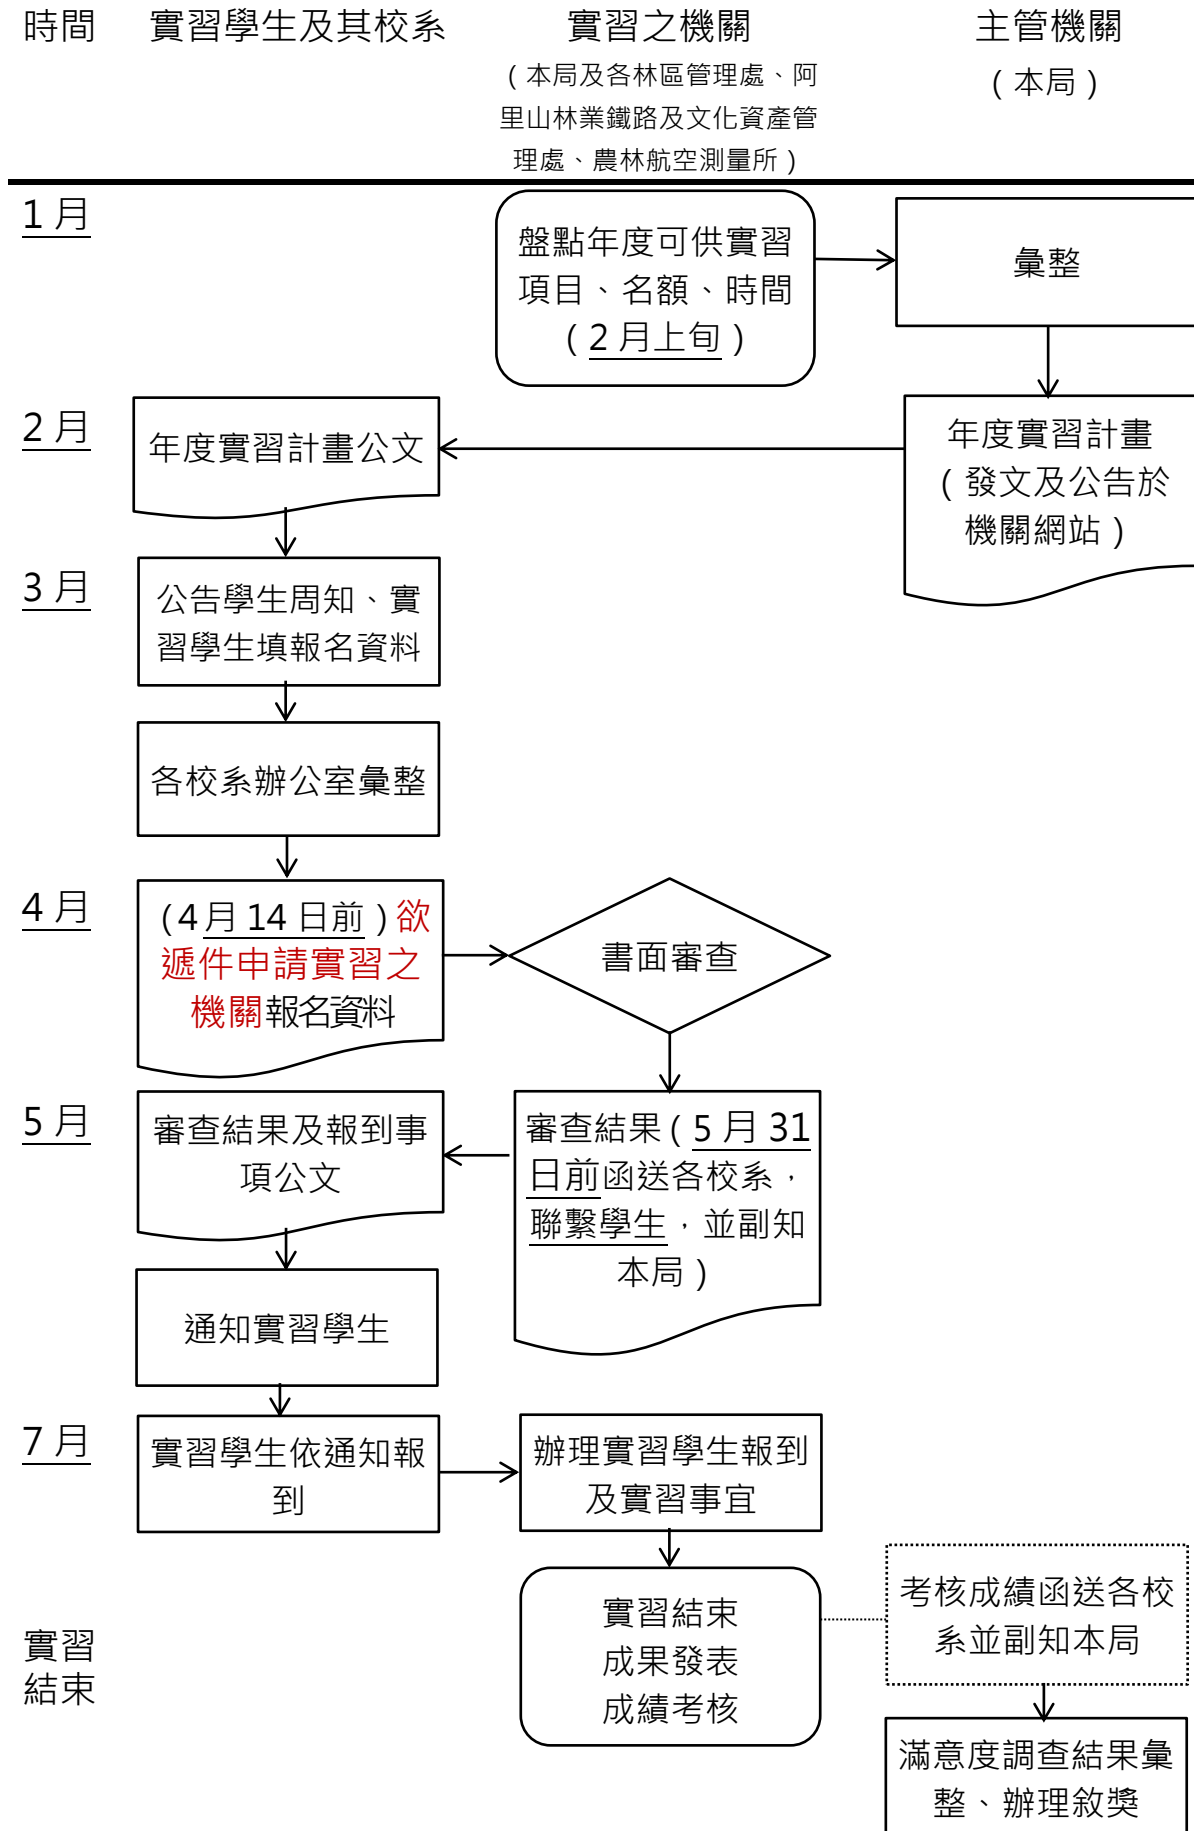 時間
實習學生及其校系
實習之機關
主管機關
（本局及各林區管理處、阿
里山林業鐵路及文化資產管
理處、農林航空測量所）
（本局）
1月
盤點年度可供實習
項目、名額、時間
（2月上旬）
彙整
2月
年度實習計畫公文
年度實習計畫
（發文及公告於
機關網站）
3月
公告學生周知、實
習學生填報名資料
各校系辦公室彙整
4月
(4月14日前)欲
遞件申請實習之
機關報名資料
書面審查
5月
審查結果及報到事
項公文
審查結果（5月31
日前函送各校系，
聯繫學生，並副知
本局）
通知實習學生
7月
實習學生依通知報
到
辦理實習學生報到
及實習事宜
實習
結束
實習結束
成果發表
成績考核
考核成績函送各校
系並副知本局
滿意度調查結果彙
整、辦理敘獎